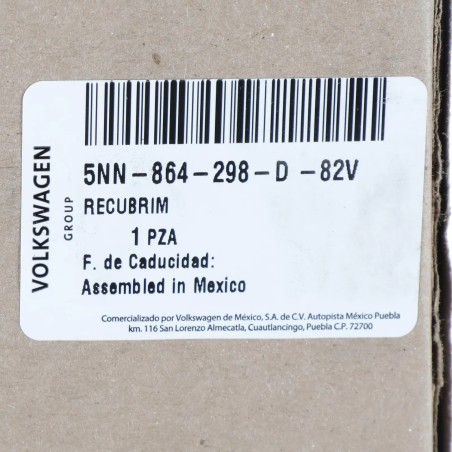 VOLKSWAGEN
GROUP
5NN-864-298-D -82V
RECUBRIM
1 PZA
F. de Caducidad:
Assembled in Mexico
Comercializado por Volkswagen de México, S.A. de C.V. Autopista México Puebla
km. 116 San Lorenzo Almecatla, Cuautlancingo, Puebla C.P. 72700